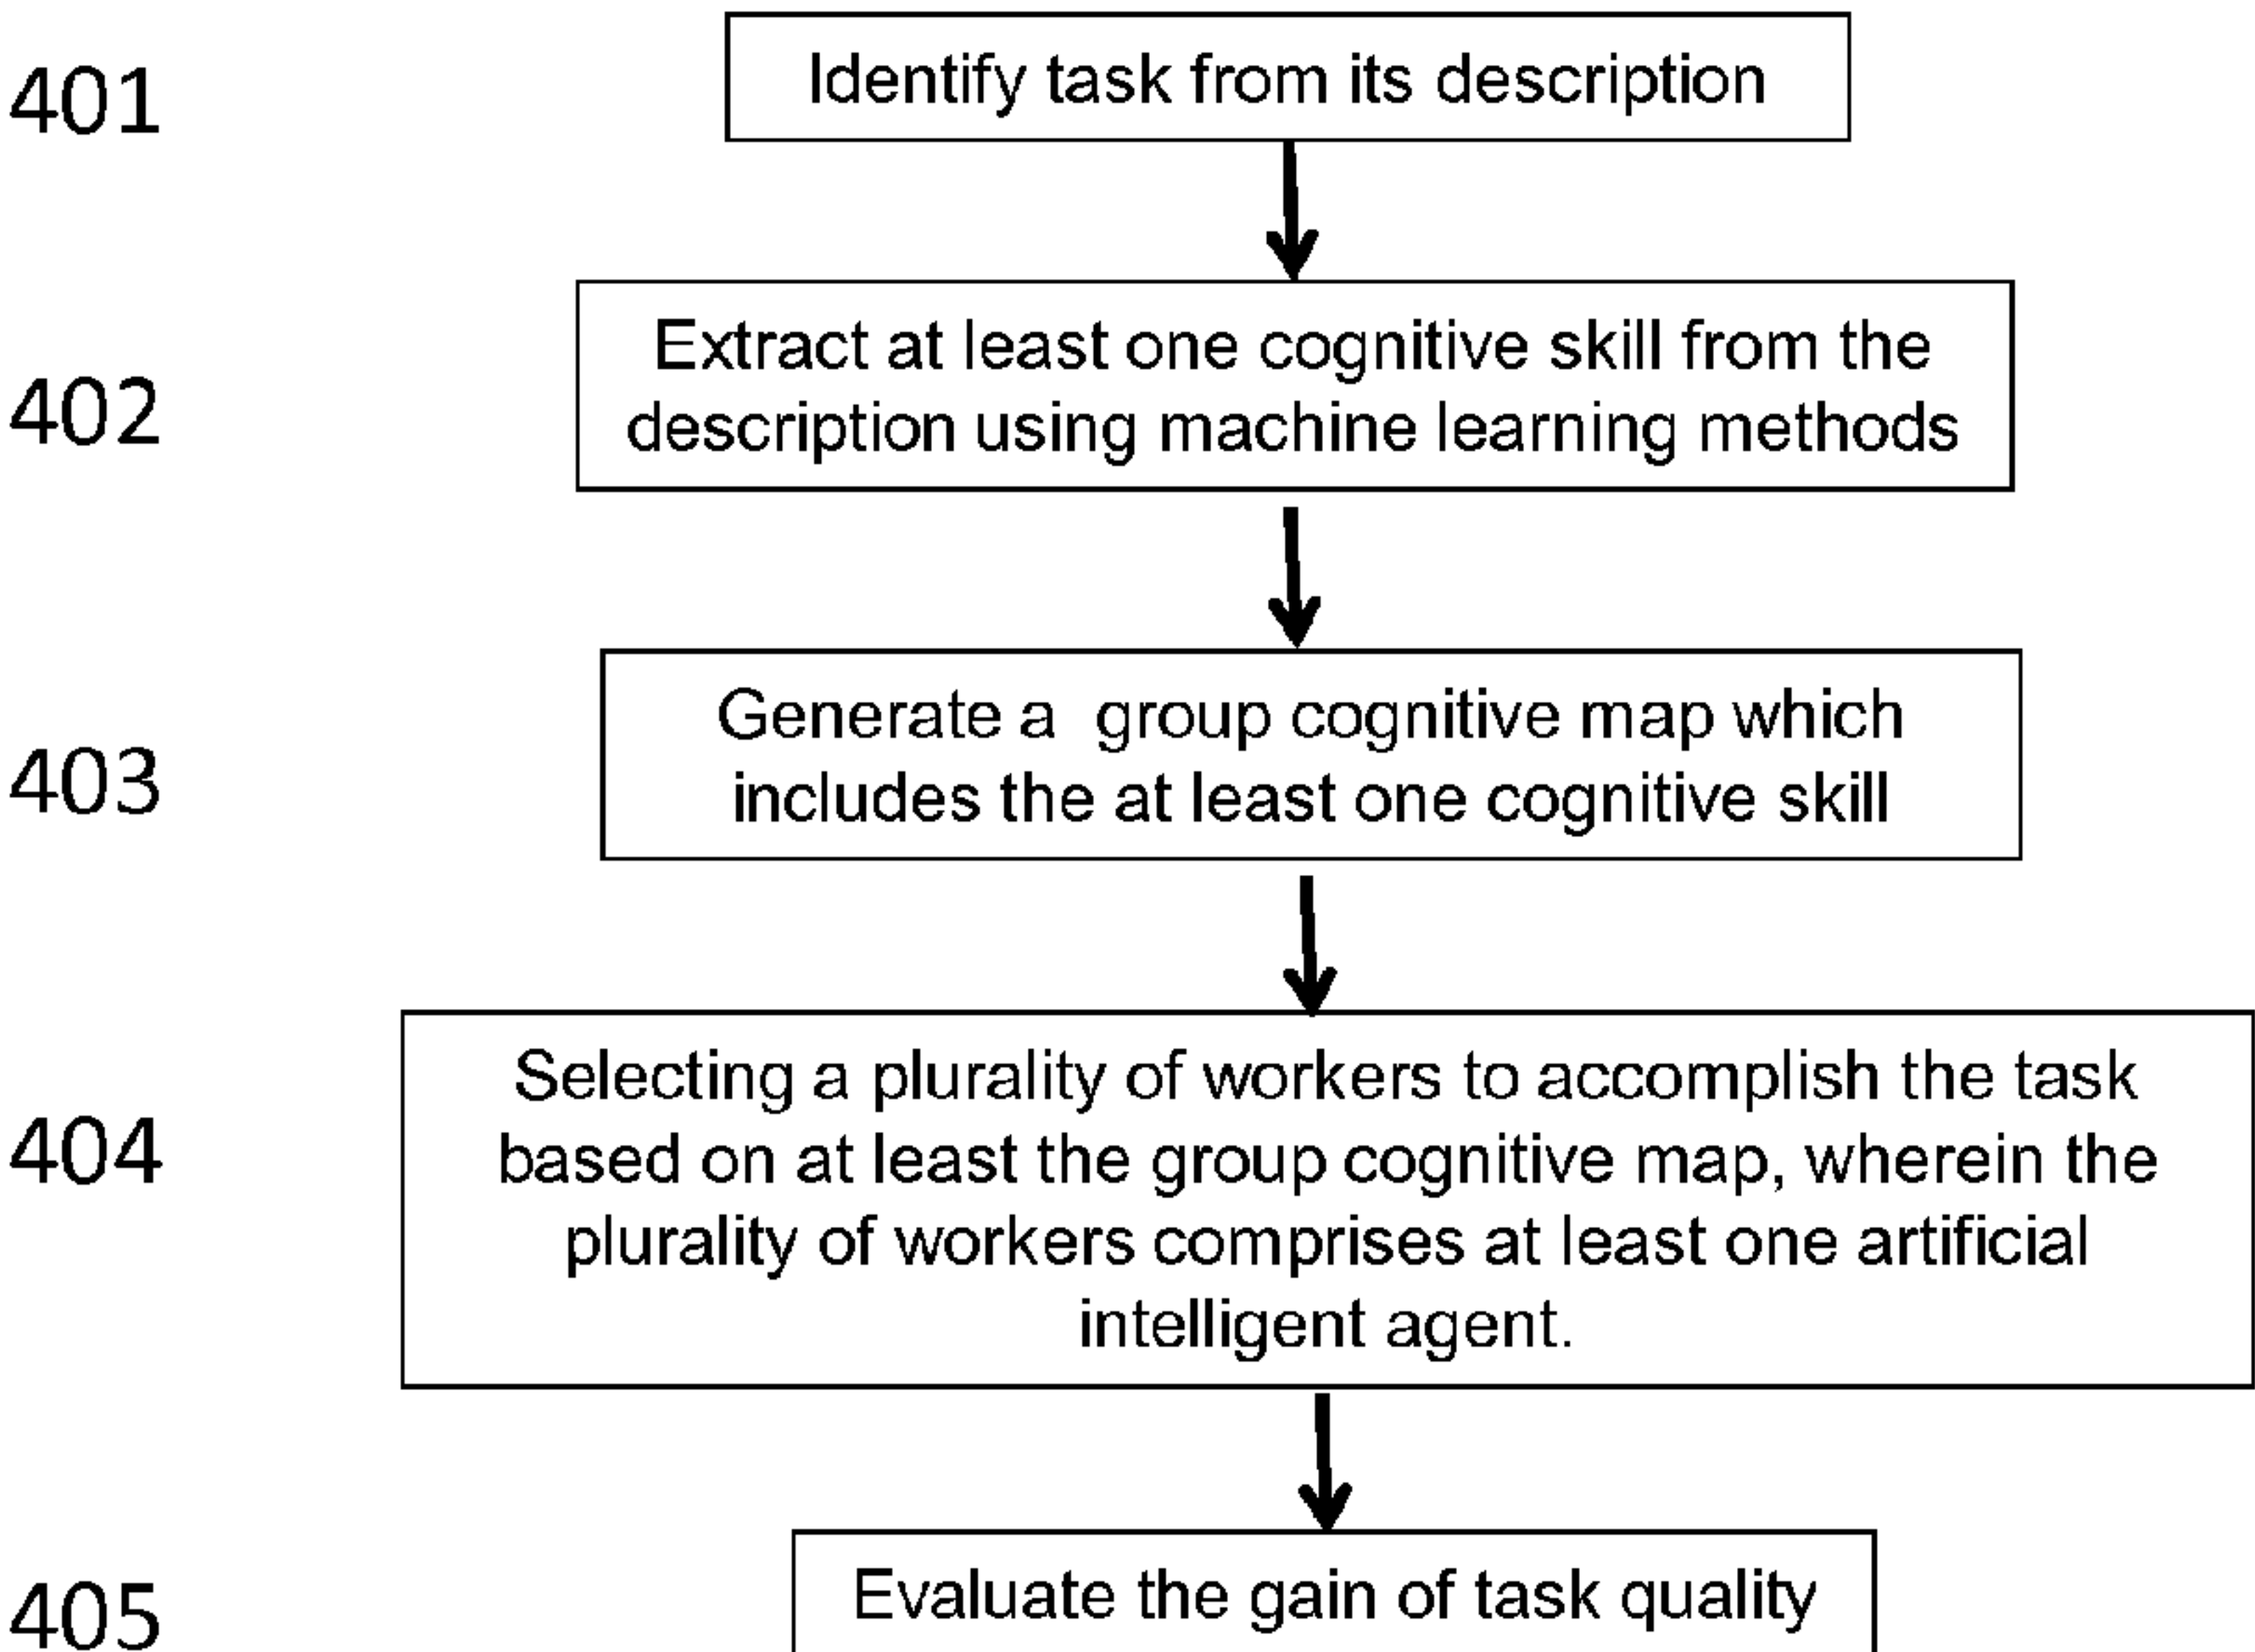 401
Identify task from its description
402
Extract at least one cognitive skill from the
description using machine learning methods
403
Generate a group cognitive map which
includes the at least one cognitive skill
404
Selecting a plurality of workers to accomplish the task
based on at least the group cognitive map, wherein the
plurality of workers comprises at least one artificial
intelligent agent.
405
Evaluate the gain of task quality